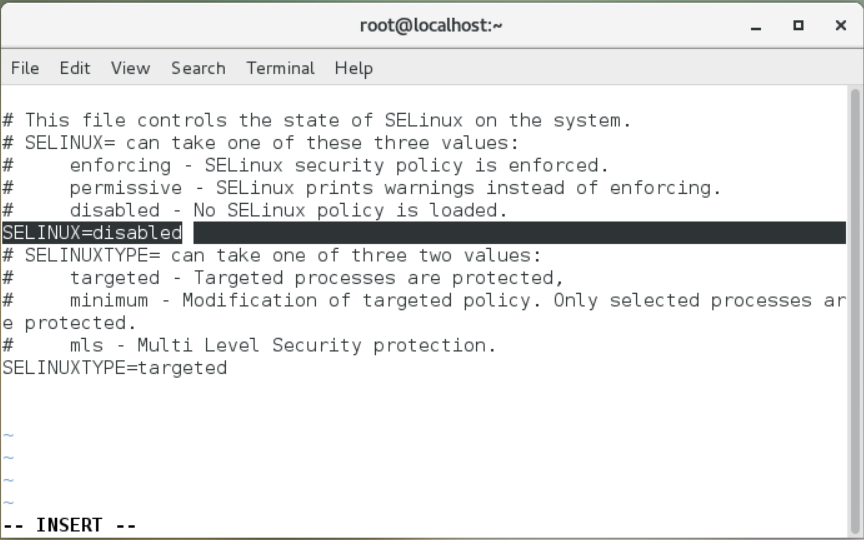 root@localhost:~
File Edit View Search Terminal Help
# This file controls the state of SELinux on the system.
# SELINUX= can take one of these three values:
#     enforcing - SELinux security policy is enforced.
#     permissive - SELinux prints warnings instead of enforcing.
#     disabled - No SELinux policy is loaded.
SELINUX=disabled
# SELINUXTYPE= can take one of three two values:
#     targeted - Targeted processes are protected,
#     minimum - Modification of targeted policy. Only selected processes ar
e protected.
#     mls - Multi Level Security protection.
SELINUXTYPE=targeted
~
~
~
~
-- INSERT --